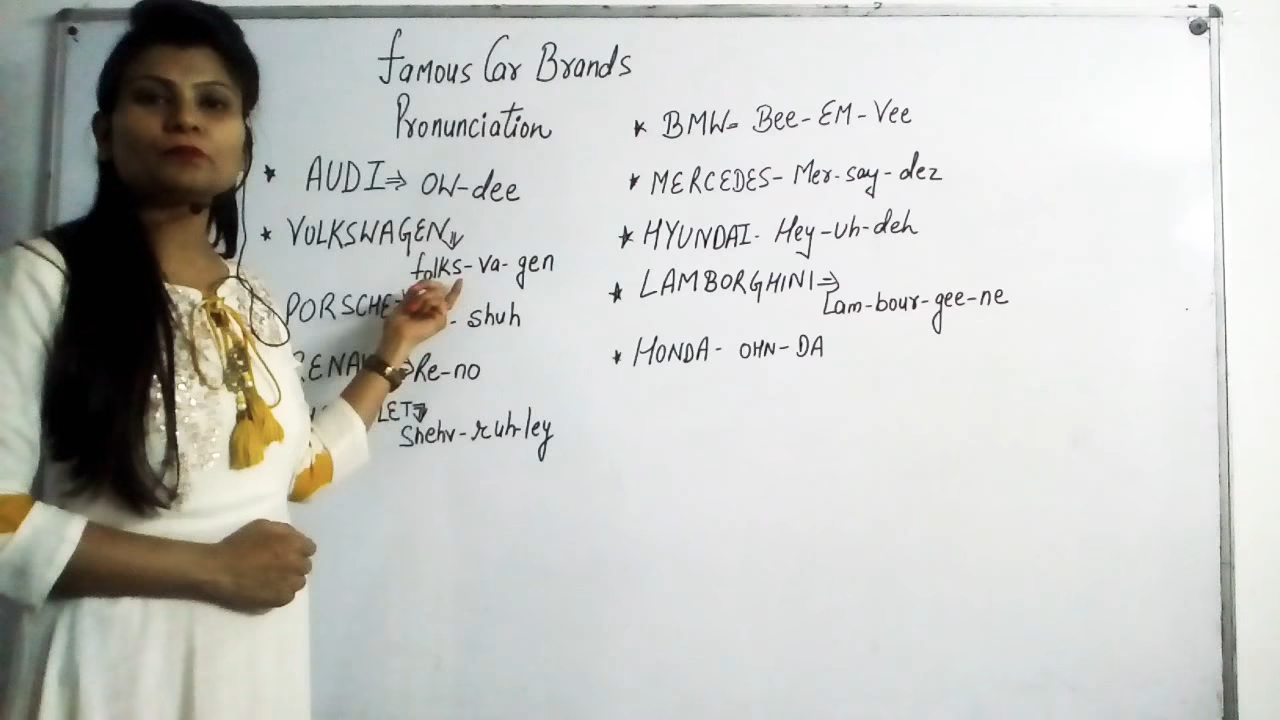 Famous Car Brands
Pronunciation
* AUDI ⇒ OW-dee
* VOLKSWAGEN ⇓
folks-va-gen
PORSCHE- - shuh
⇒ Re-no
LET ⇒
Shehv-ruh-ley
* BMW= Bee-EM-Vee
* MERCEDES- Mer-say-dez
* HYUNDAI- Hey-uh-deh
* LAMBORGHINI ⇒
Lam-bour-gee-ne
* HONDA- OHN-DA